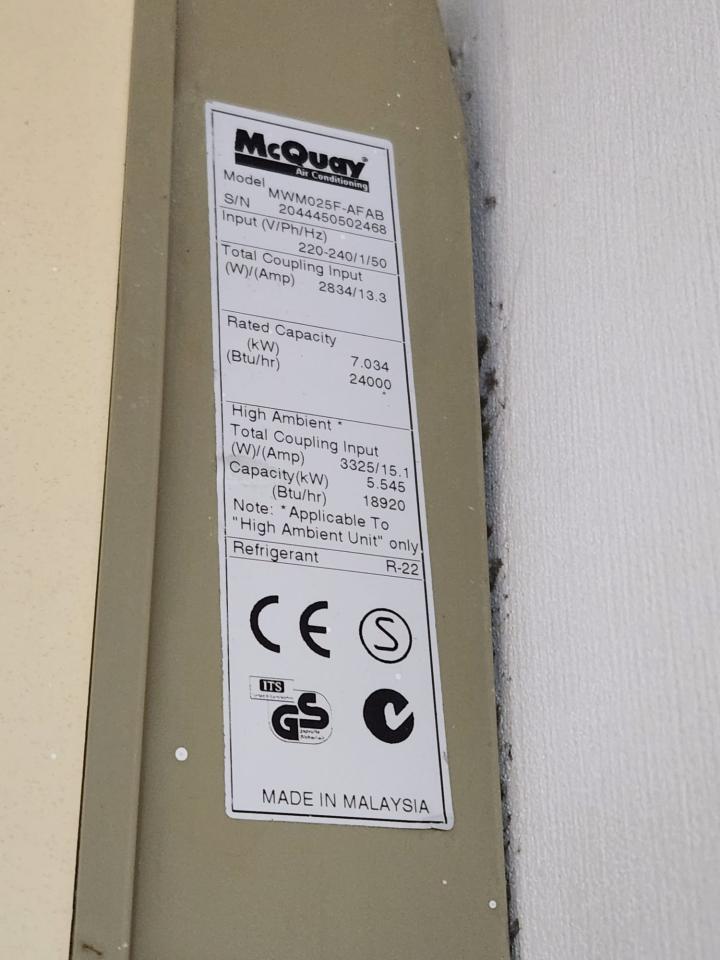 McQuay®
Air Conditioning
Model MWM025F-AFAB
S/N 2044450502468
Input (V/Ph/Hz)
220-240/1/50
Total Coupling Input
(W)/(Amp) 2834/13.3
Rated Capacity
(kW) 7.034
(Btu/hr) 24000
High Ambient *
Total Coupling Input
(W)/(Amp) 3325/15.1
Capacity(kW) 5.545
(Btu/hr) 18920
Note: *Applicable To
"High Ambient Unit" only
Refrigerant R-22
CE S
ITS
GS
geprüfte
Sicherheit
MADE IN MALAYSIA